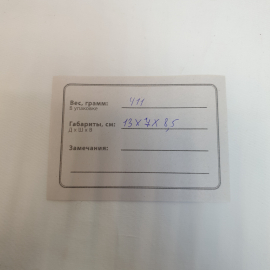 Вес, грамм: 411
В упаковке
Габариты, см: 13 х 7 х 8,5
Д х Ш х В
Замечания: